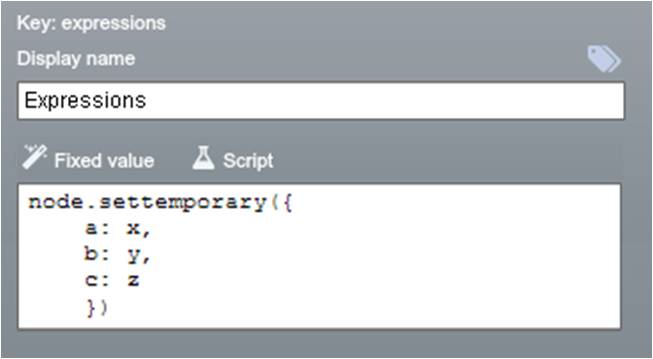 Key: expressions
Display name
Expressions
Fixed value Script
node.settemporary({
    a: x,
    b: y,
    c: z
    })